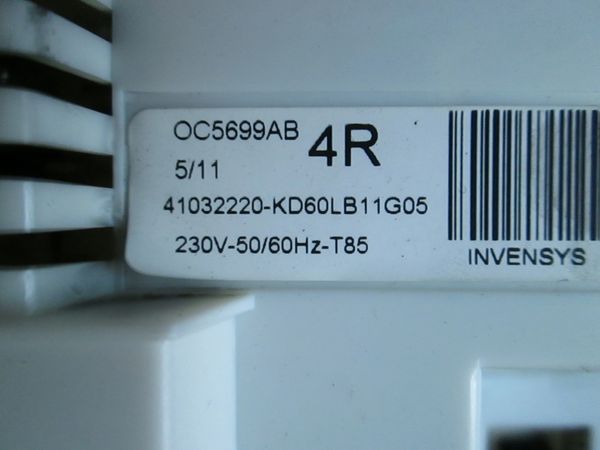 OC5699AB 4R
5/11
41032220-KD60LB11G05
230V-50/60Hz-T85
INVENSYS